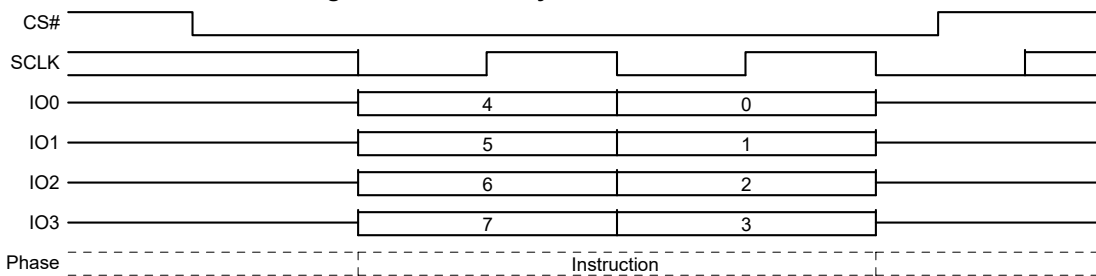 CS#
SCLK
IO0 4 0
IO1 5 1
IO2 6 2
IO3 7 3
Phase Instruction